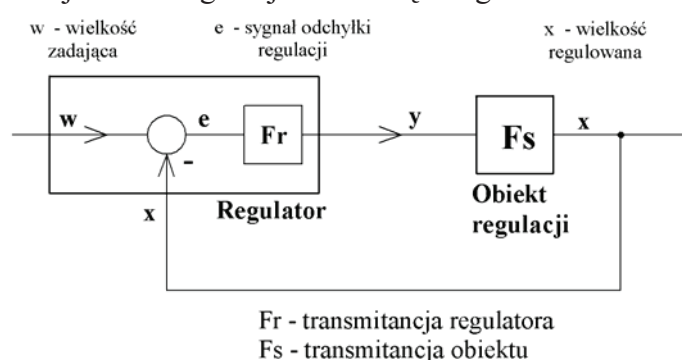 w - wielkość
zadająca
e - sygnał odchyłki
regulacji
x - wielkość
regulowana
w
e
Fr
y
Fs
x
-
x
Regulator
Obiekt
regulacji
Fr - transmitancja regulatora
Fs - transmitancja obiektu